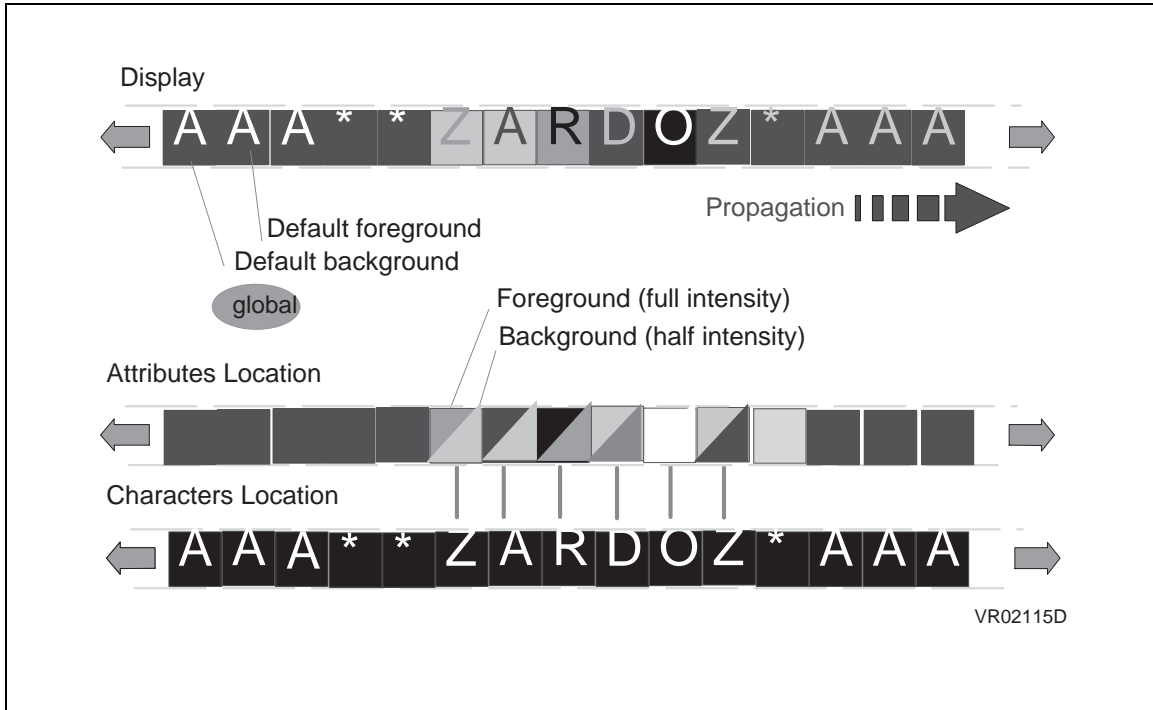 Display
A A A * * Z A R D O Z * A A A
Propagation
Default foreground
Default background
global
Foreground (full intensity)
Background (half intensity)
Attributes Location
Characters Location
A A A * * Z A R D O Z * A A A
VR02115D